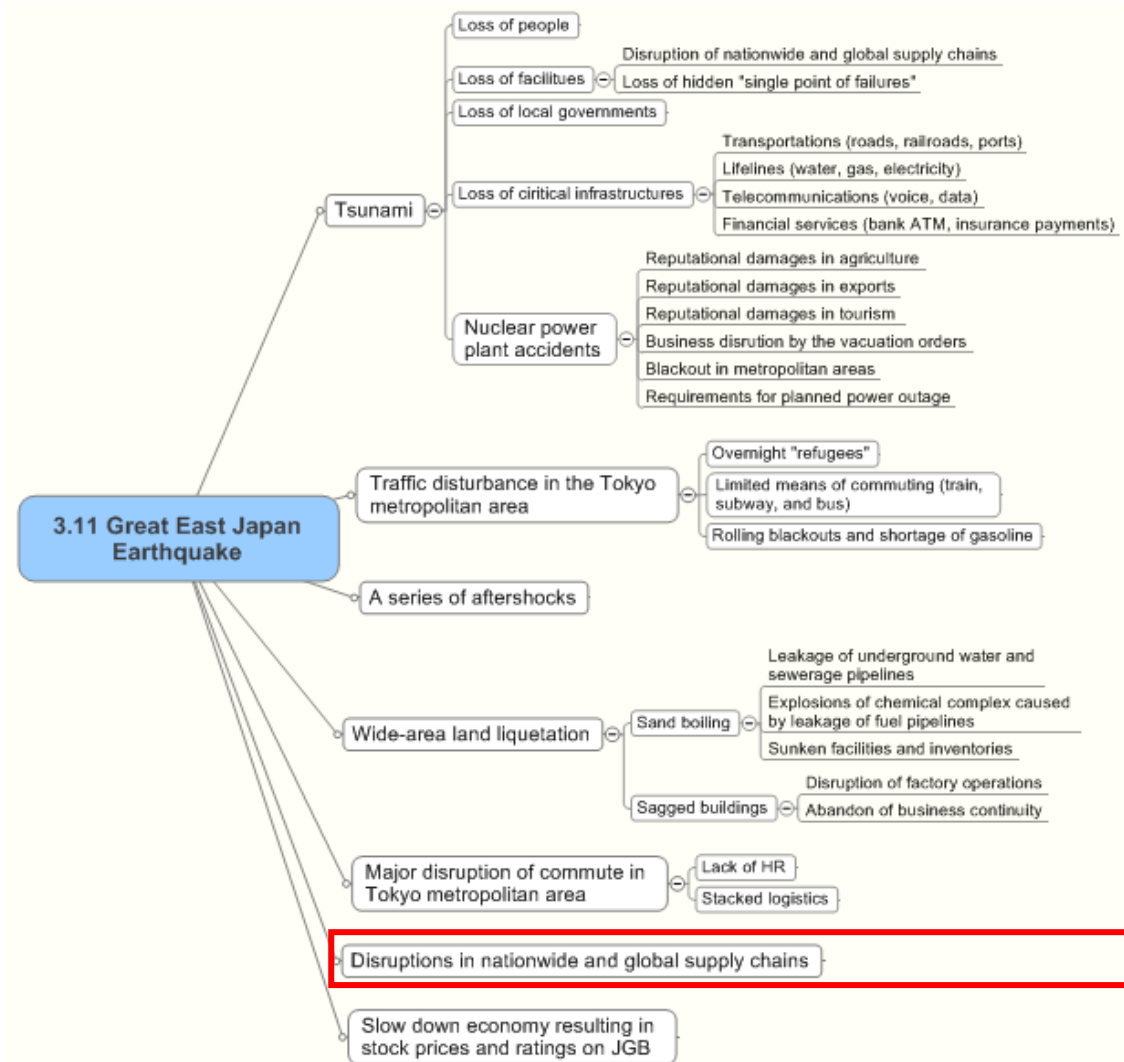 Loss of people
Disruption of nationwide and global supply chains
Loss of facilitues
Loss of hidden "single point of failures"
Loss of local governments
Transportations (roads, railroads, ports)
Lifelines (water, gas, electricity)
Loss of ciritical infrastructures
Telecommunications (voice, data)
Financial services (bank ATM, insurance payments)
Tsunami
Reputational damages in agriculture
Reputational damages in exports
Reputational damages in tourism
Nuclear power
plant accidents
Business disrution by the vacuation orders
Blackout in metropolitan areas
Requirements for planned power outage
Overnight "refugees"
Traffic disturbance in the Tokyo
metropolitan area
Limited means of commuting (train,
subway, and bus)
Rolling blackouts and shortage of gasoline
3.11 Great East Japan
Earthquake
A series of aftershocks
Leakage of underground water and
sewerage pipelines
Wide-area land liquetation
Sand boiling
Explosions of chemical complex caused
by leakage of fuel pipelines
Sunken facilities and inventories
Sagged buildings
Disruption of factory operations
Abandon of business continuity
Major disruption of commute in
Tokyo metropolitan area
Lack of HR
Stacked logistics
Disruptions in nationwide and global supply chains
Slow down economy resulting in
stock prices and ratings on JGB